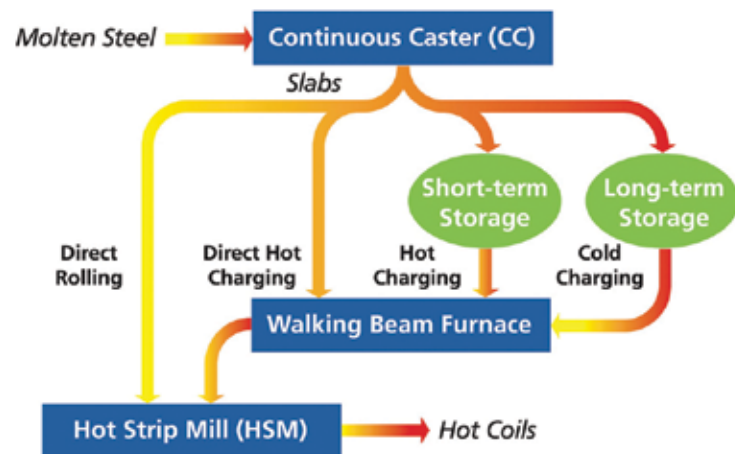 Molten Steel
Continuous Caster (CC)
Slabs
Short-term
Storage
Long-term
Storage
Direct
Rolling
Direct Hot
Charging
Hot
Charging
Cold
Charging
Walking Beam Furnace
Hot Strip Mill (HSM)
Hot Coils